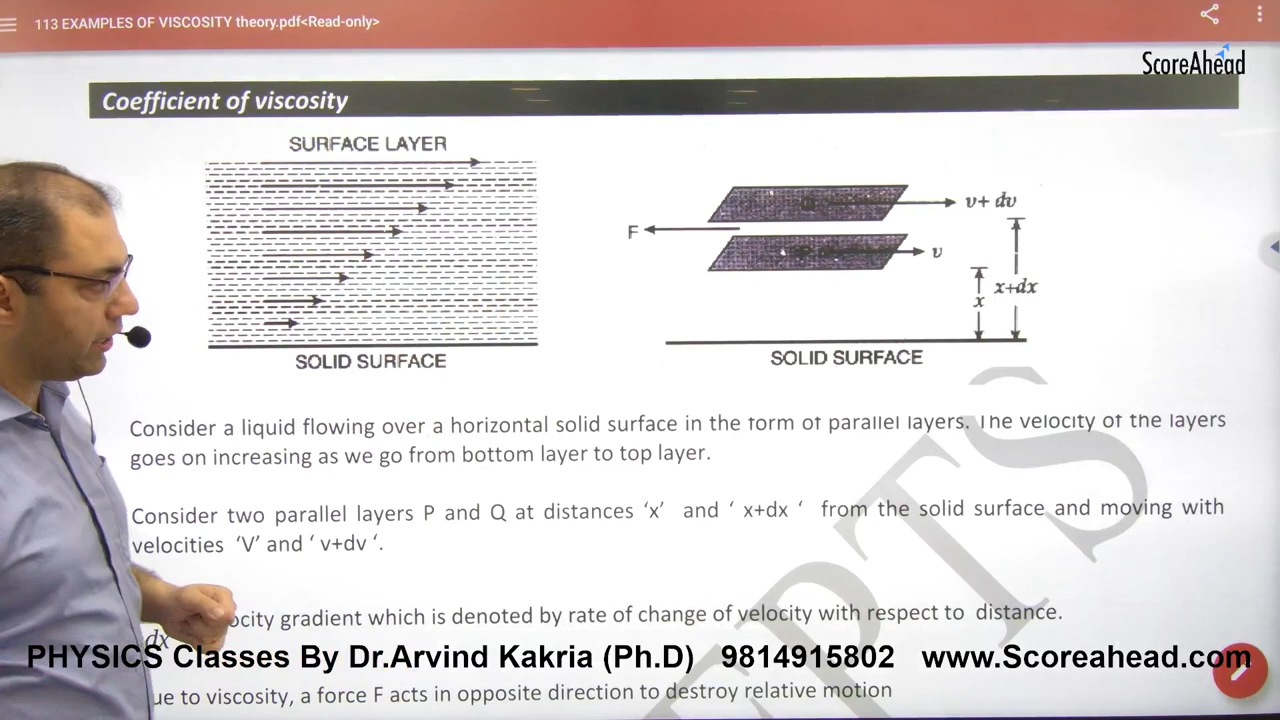 113 EXAMPLES OF VISCOSITY theory.pdf<Read-only>
ScoreAhead
Coefficient of viscosity
SURFACE LAYER
SOLID SURFACE
v+ dv
F
v
x+dx
x
SOLID SURFACE
Consider a liquid flowing over a horizontal solid surface in the form of parallel layers. The velocity of the layers
goes on increasing as we go from bottom layer to top layer.
Consider two parallel layers P and Q at distances ‘x’ and ‘ x+dx ‘ from the solid surface and moving with
velocities ‘V’ and ‘ v+dv ‘.
gradient which is denoted by rate of change of velocity with respect to distance.
dx
PHYSICS Classes By Dr.Arvind Kakria (Ph.D) 9814915802 www.Scoreahead.com
to viscosity, a force F acts in opposite direction to destroy relative motion